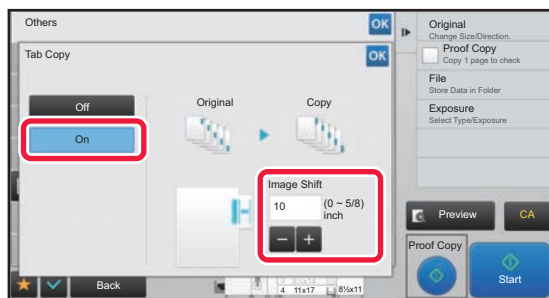 Others
OK
Tab Copy
OK
Off
On
Original
Copy
Image Shift
10
(0 ~ 5/8)
inch
Back
4 11x17
8½x11
Original
Change Size/Direction.
Proof Copy
Copy 1 page to check
File
Store Data in Folder
Exposure
Select Type/Exposure
Preview
CA
Proof Copy
Start